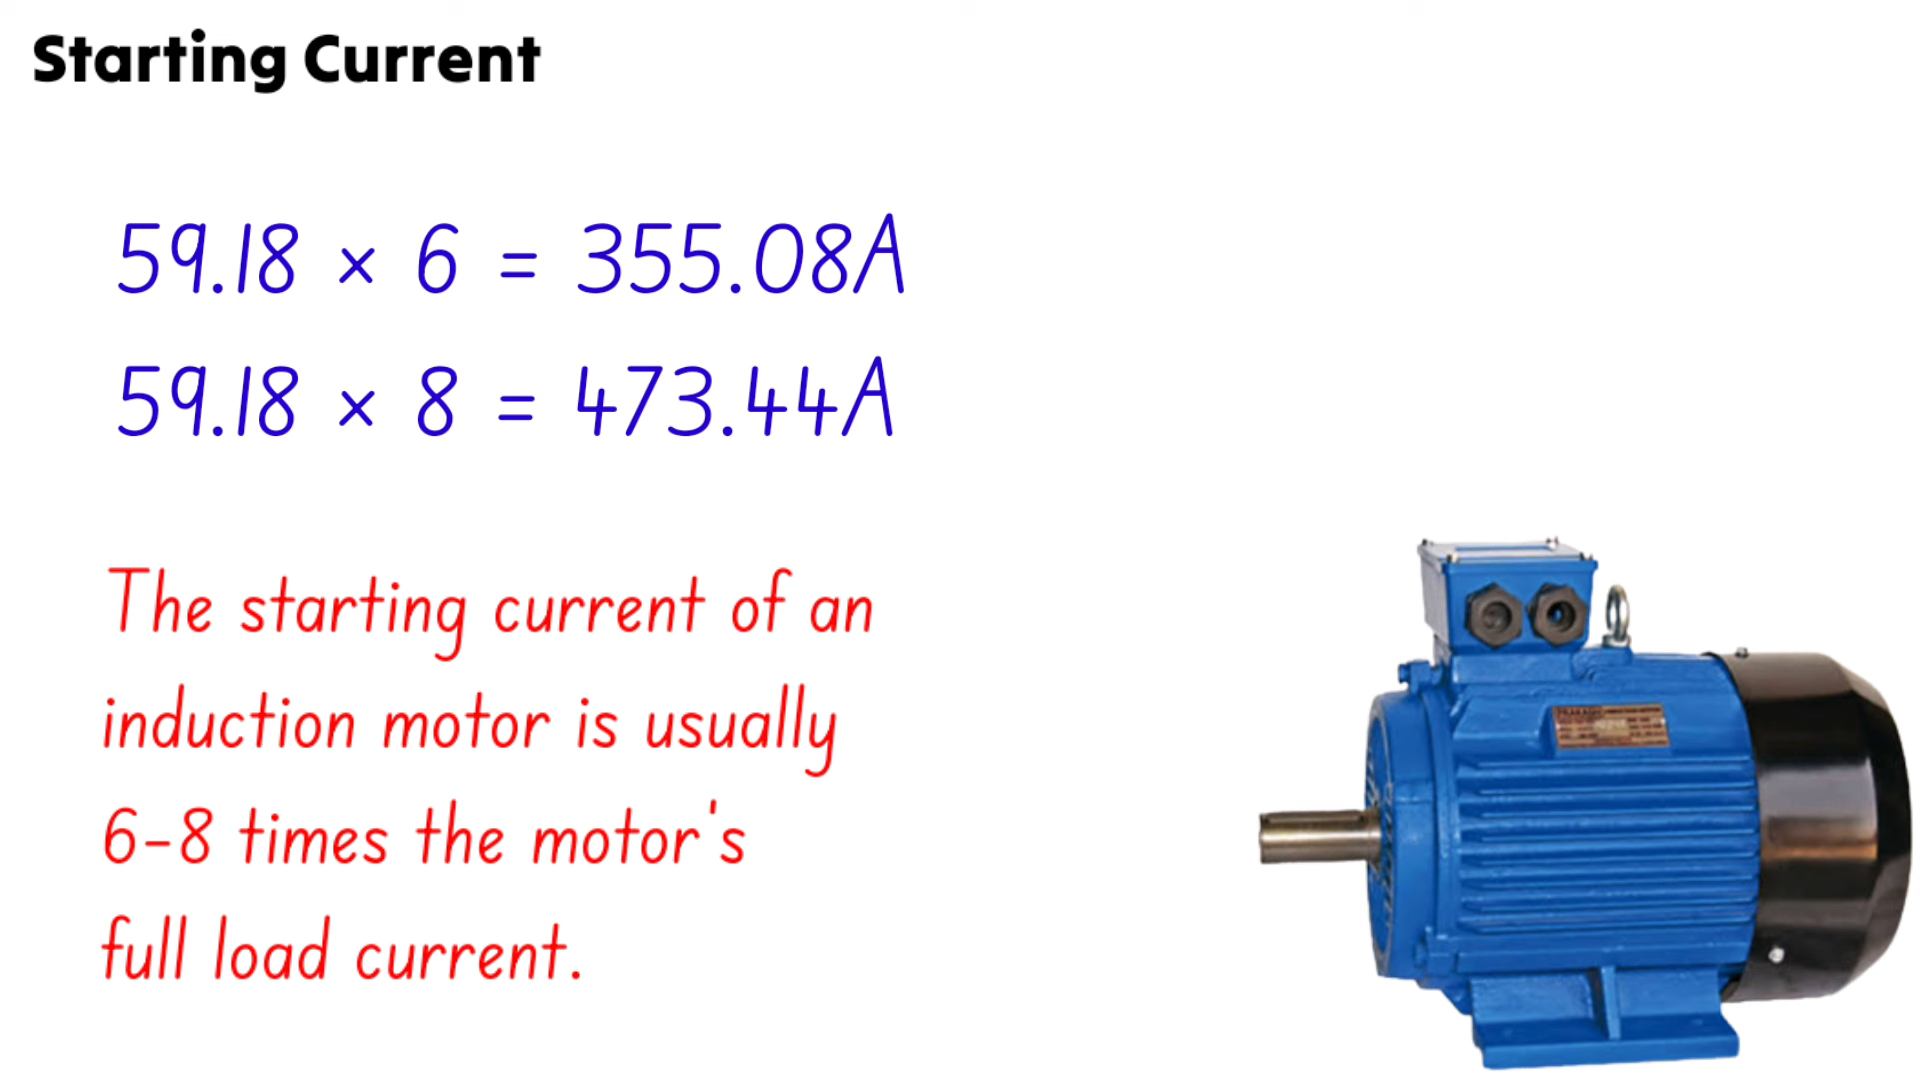 Starting Current
59.18 × 6 = 355.08A
59.18 × 8 = 473.44A
The starting current of an
induction motor is usually
6-8 times the motor's
full load current.